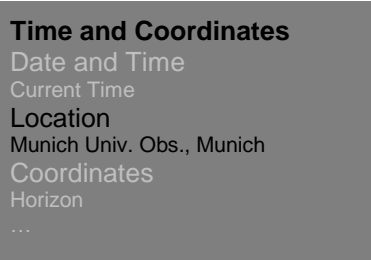 Time and Coordinates
Date and Time
Current Time
Location
Munich Univ. Obs., Munich
Coordinates
Horizon
…